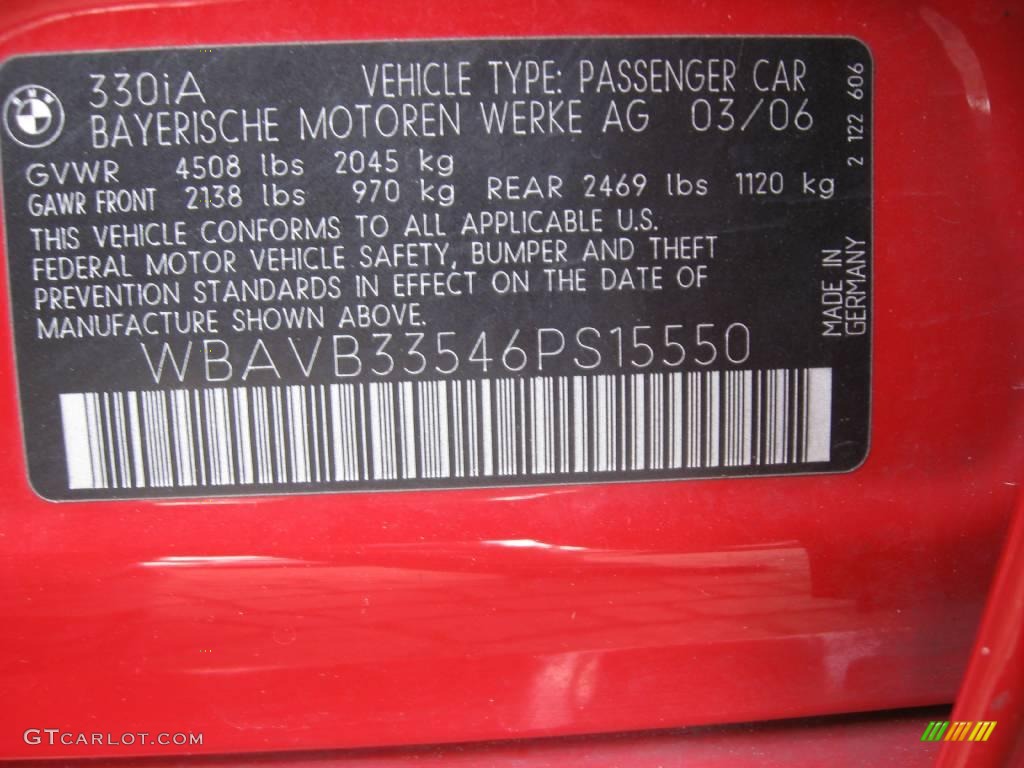 330iA VEHICLE TYPE: PASSENGER CAR
BAYERISCHE MOTOREN WERKE AG 03/06
GVWR 4508 lbs 2045 kg
GAWR FRONT 2138 lbs 970 kg REAR 2469 lbs 1120 kg
THIS VEHICLE CONFORMS TO ALL APPLICABLE U.S.
FEDERAL MOTOR VEHICLE SAFETY, BUMPER AND THEFT
PREVENTION STANDARDS IN EFFECT ON THE DATE OF
MANUFACTURE SHOWN ABOVE.
WBAVB33546PS15550
MADE IN
GERMANY
2 122 606
BMW
GTCARLOT.COM